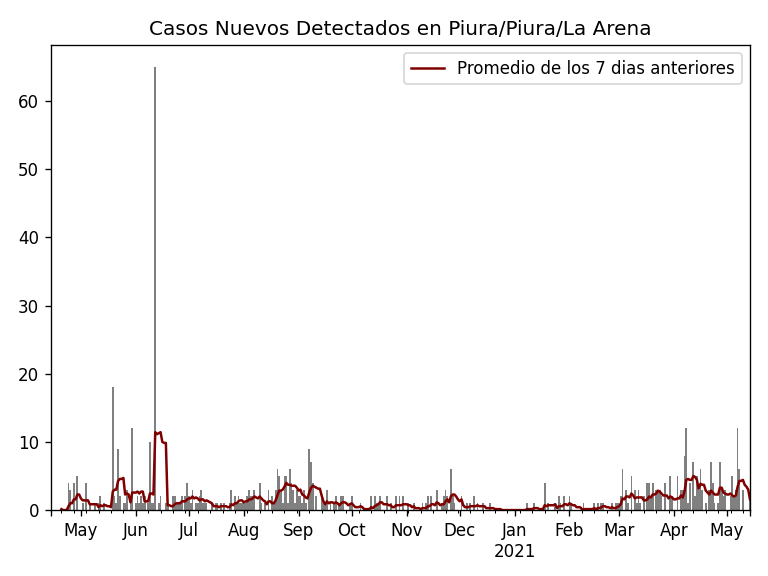 Casos Nuevos Detectados en Piura/Piura/La Arena
Promedio de los 7 dias anteriores
60
50
40
30
20
10
0
May Jun Jul Aug Sep Oct Nov Dec Jan Feb Mar Apr May
2021